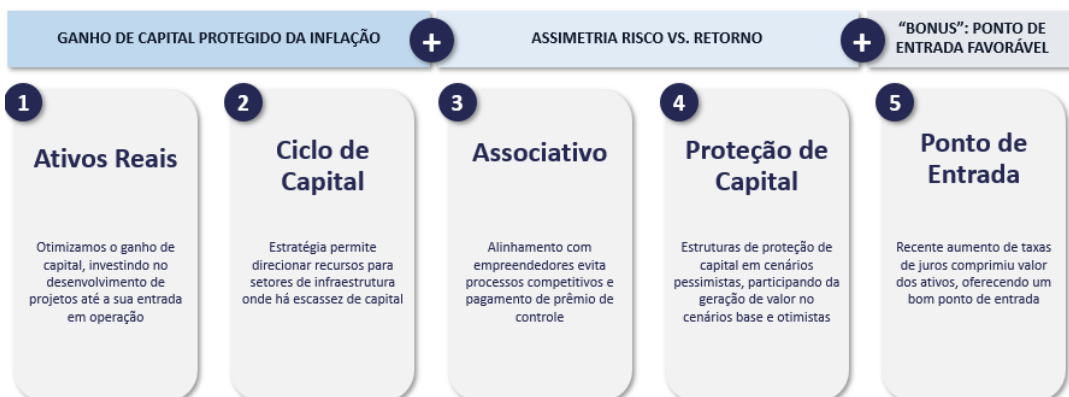 GANHO DE CAPITAL PROTEGIDO DA INFLAÇÃO
+
ASSIMETRIA RISCO VS. RETORNO
+
“BONUS”: PONTO DE
ENTRADA FAVORÁVEL
1
Ativos Reais
Otimizamos o ganho de
capital, investindo no
desenvolvimento de
projetos até a sua entrada
em operação
2
Ciclo de
Capital
Estratégia permite
direcionar recursos para
setores de infraestrutura
onde há escassez de capital
3
Associativo
Alinhamento com
empreendedores evita
processos competitivos e
pagamento de prêmio de
controle
4
Proteção de
Capital
Estruturas de proteção de
capital em cenários
pessimistas, participando da
geração de valor no
cenários base e otimistas
5
Ponto de
Entrada
Recente aumento de taxas
de juros comprimiu valor
dos ativos, oferecendo um
bom ponto de entrada